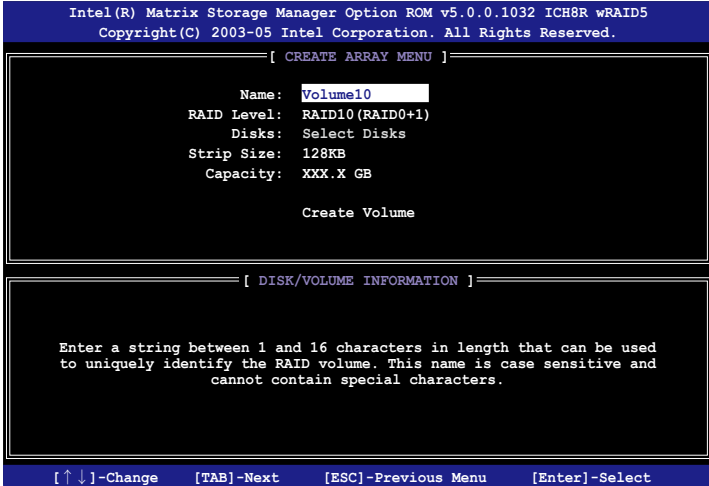 Intel(R) Matrix Storage Manager Option ROM v5.0.0.1032 ICH8R wRAID5
Copyright(C) 2003-05 Intel Corporation. All Rights Reserved.
[ CREATE ARRAY MENU ]
Name: Volume10
RAID Level: RAID10(RAID0+1)
Disks: Select Disks
Strip Size: 128KB
Capacity: XXX.X GB
Create Volume
[ DISK/VOLUME INFORMATION ]
Enter a string between 1 and 16 characters in length that can be used
to uniquely identify the RAID volume. This name is case sensitive and
cannot contain special characters.
[↑↓]-Change [TAB]-Next [ESC]-Previous Menu [Enter]-Select